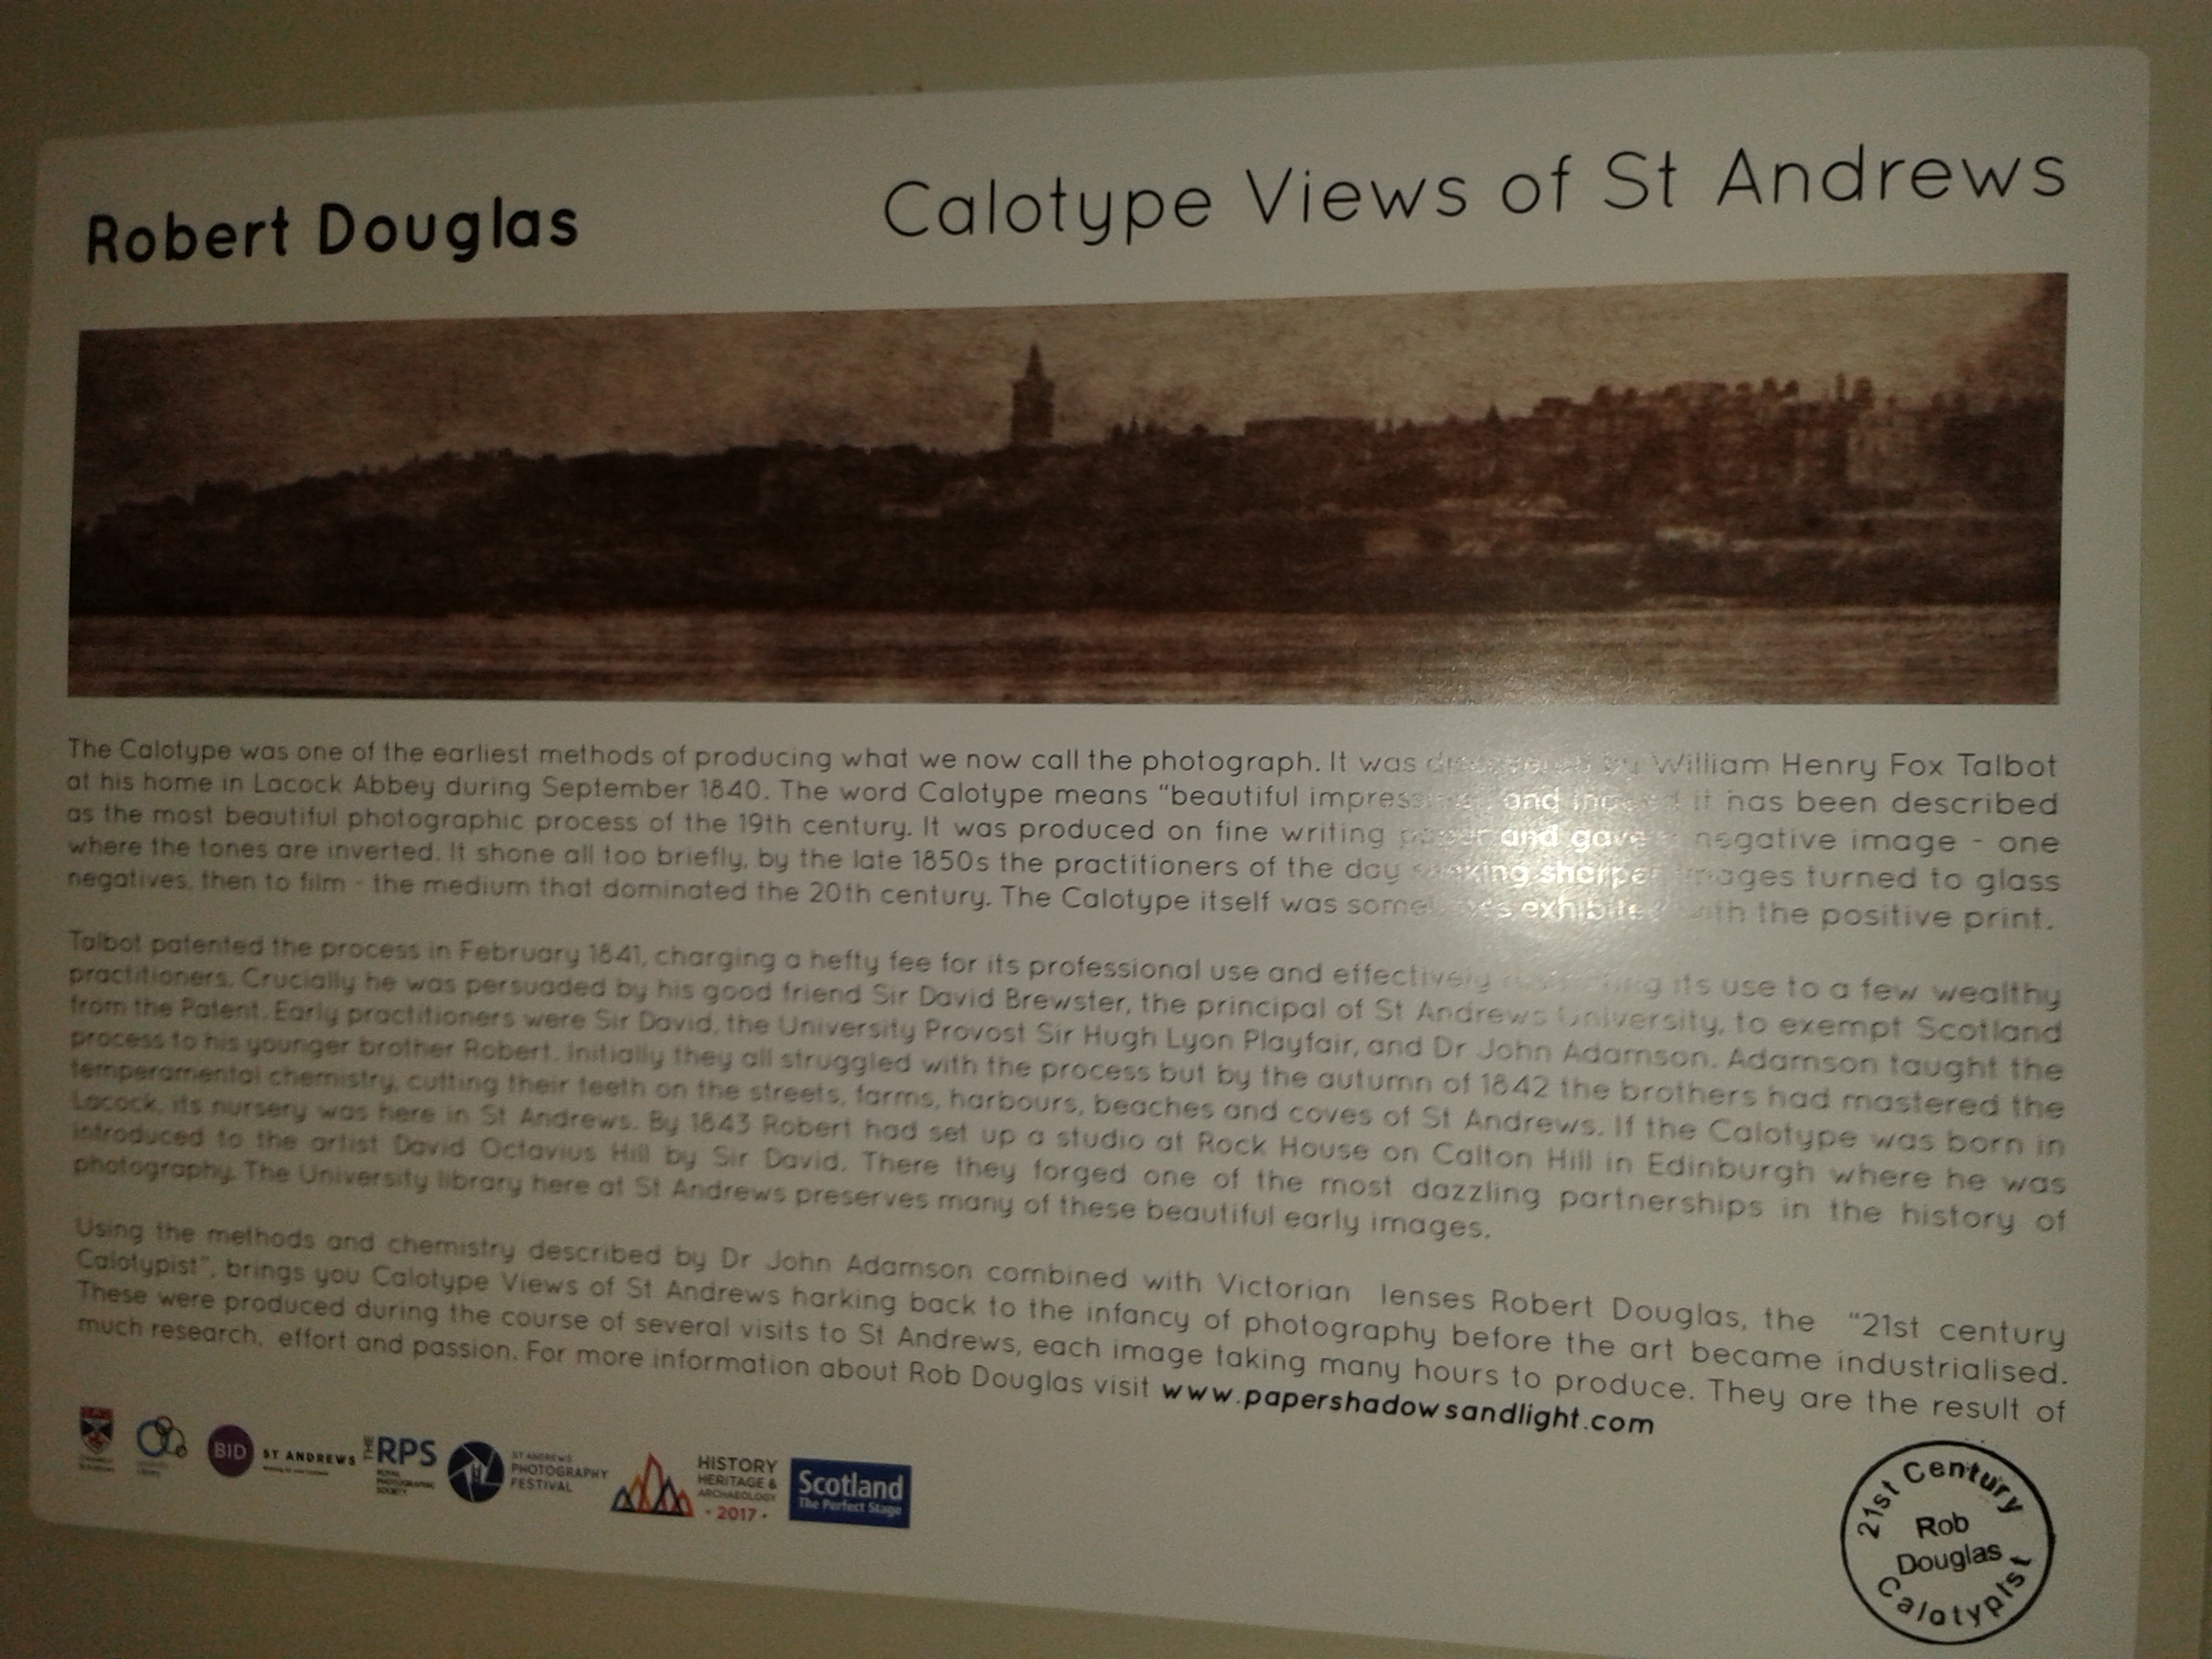 Robert Douglas
Calotype Views of St Andrews
The Calotype was one of the earliest methods of producing what we now call the photograph. It was discovered by William Henry Fox Talbot
at his home in Lacock Abbey during September 1840. The word Calotype means "beautiful impression" and indeed it has been described
as the most beautiful photographic process of the 19th century. It was produced on fine writing paper and gave a negative image - one
where the tones are inverted. It shone all too briefly, by the late 1850s the practitioners of the day seeking sharper images turned to glass
negatives, then to film - the medium that dominated the 20th century. The Calotype itself was sometimes exhibited with the positive print.
Talbot patented the process in February 1841, charging a hefty fee for its professional use and effectively restricting its use to a few wealthy
practitioners. Crucially he was persuaded by his good friend Sir David Brewster, the principal of St Andrews University, to exempt Scotland
from the Patent. Early practitioners were Sir David, the University Provost Sir Hugh Lyon Playfair, and Dr John Adamson. Adamson taught the
process to his younger brother Robert. Initially they all struggled with the process but by the autumn of 1842 the brothers had mastered the
temperamental chemistry, cutting their teeth on the streets, farms, harbours, beaches and coves of St Andrews. If the Calotype was born in
Lacock, its nursery was here in St Andrews. By 1843 Robert had set up a studio at Rock House on Calton Hill in Edinburgh where he was
introduced to the artist David Octavius Hill by Sir David. There they forged one of the most dazzling partnerships in the history of
photography. The University library here at St Andrews preserves many of these beautiful early images.
Using the methods and chemistry described by Dr John Adamson combined with Victorian lenses Robert Douglas, the "21st century
Calotypist", brings you Calotype Views of St Andrews harking back to the infancy of photography before the art became industrialised.
These were produced during the course of several visits to St Andrews, each image taking many hours to produce. They are the result of
much research, effort and passion. For more information about Rob Douglas visit www.papershadowsandlight.com
BID ST ANDREWS
THE RPS
ROYAL
PHOTOGRAPHIC
SOCIETY
ST ANDREWS
PHOTOGRAPHY
FESTIVAL
HISTORY
HERITAGE &
ARCHAEOLOGY
· 2017 ·
Scotland
The Perfect Stage
21st Century
Rob
Douglas
Calotypist